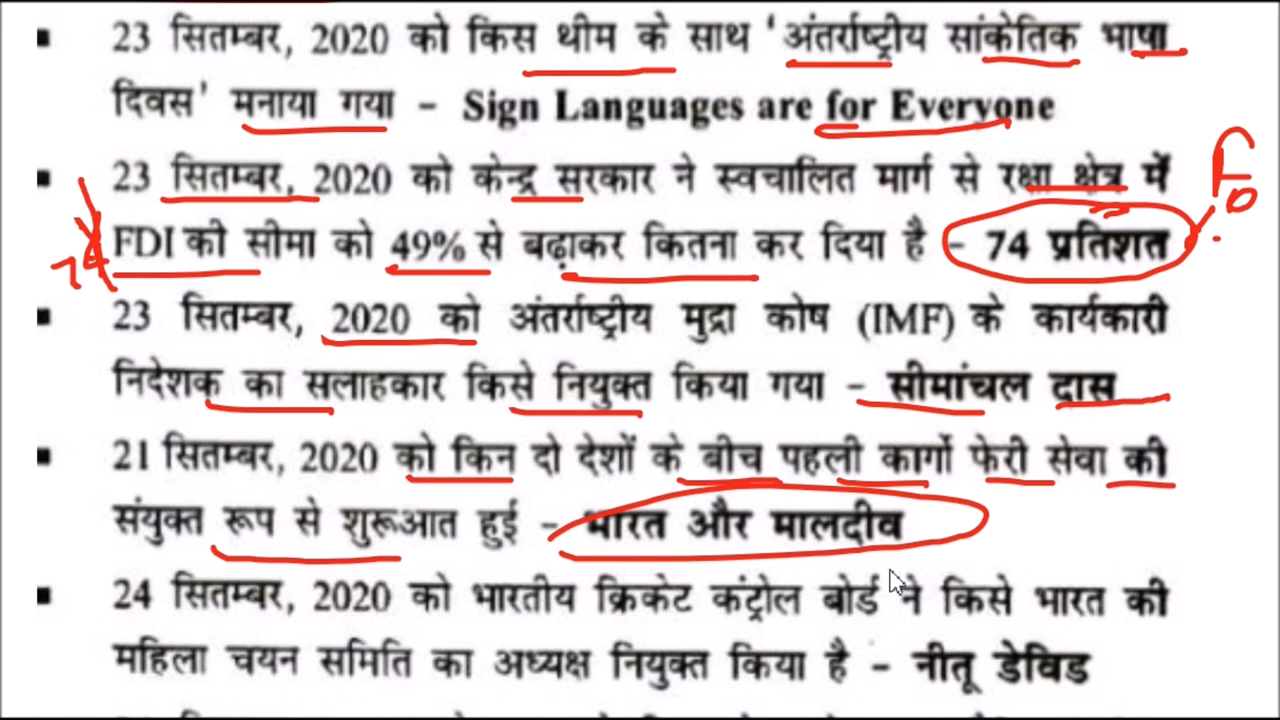 ▪ 23 सितम्बर, 2020 को किस थीम के साथ 'अंतर्राष्ट्रीय सांकेतिक भाषा
दिवस' मनाया गया - Sign Languages are for Everyone
▪ 23 सितम्बर, 2020 को केन्द्र सरकार ने स्वचालित मार्ग से रक्षा क्षेत्र में
FDI की सीमा को 49% से बढ़ाकर कितना कर दिया है - 74 प्रतिशत
▪ 23 सितम्बर, 2020 को अंतर्राष्ट्रीय मुद्रा कोष (IMF) के कार्यकारी
निदेशक का सलाहकार किसे नियुक्त किया गया - सीमांचल दास
▪ 21 सितम्बर, 2020 को किन दो देशों के बीच पहली कार्गो फेरी सेवा की
संयुक्त रूप से शुरूआत हुई - भारत और मालदीव
▪ 24 सितम्बर, 2020 को भारतीय क्रिकेट कंट्रोल बोर्ड ने किसे भारत की
महिला चयन समिति का अध्यक्ष नियुक्त किया है - नीतू डेविड